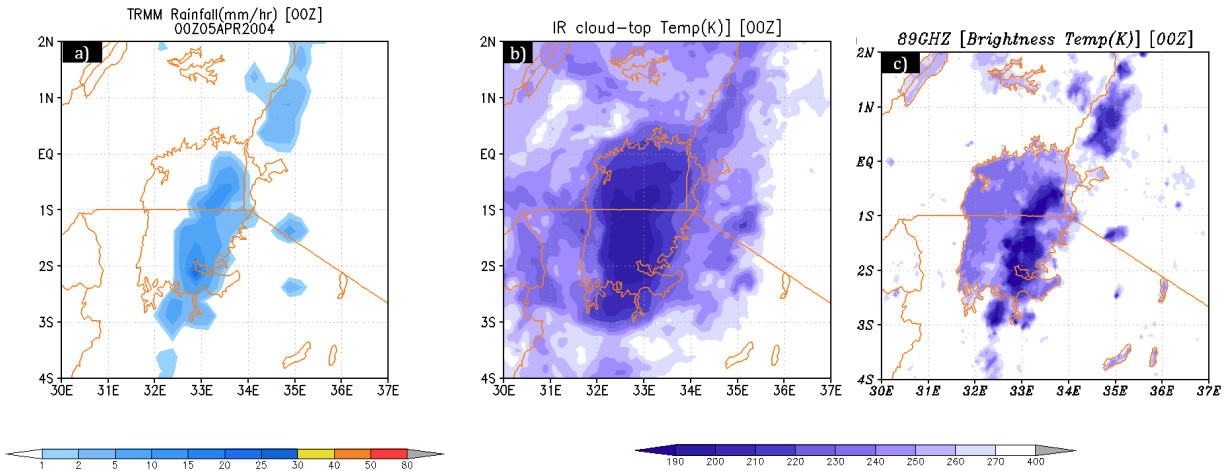 TRMM Rainfall(mm/hr) [00Z]
00Z05APR2004
a)
2N
1N
EQ
1S
2S
3S
4S
30E 31E 32E 33E 34E 35E 36E 37E
1 2 5 10 15 20 25 30 40 50 80
IR cloud-top Temp(K)] [00Z]
b)
2N
1N
EQ
1S
2S
3S
4S
30E 31E 32E 33E 34E 35E 36E 37E
89GHZ [Brightness Temp(K)] [00Z]
c)
2N
1N
EQ
1S
2S
3S
4S
30E 31E 32E 33E 34E 35E 36E 37E
190 200 210 220 230 240 250 260 270 400